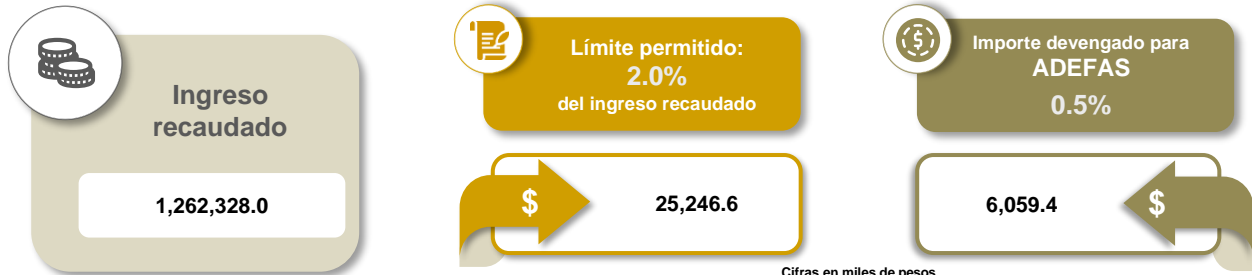 Ingreso
recaudado
1,262,328.0
Límite permitido:
2.0%
del ingreso recaudado
$
25,246.6
Importe devengado para
ADEFAS
0.5%
6,059.4
$
Cifras en miles de pesos